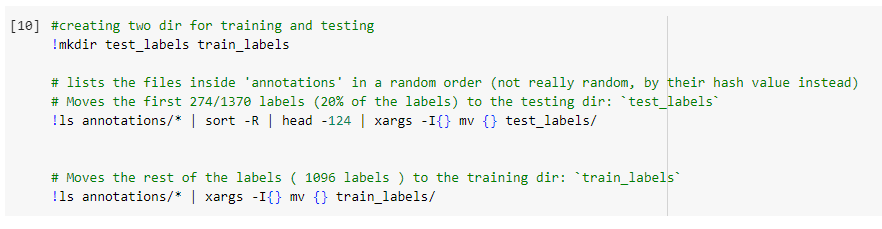 [10] #creating two dir for training and testing
!mkdir test_labels train_labels
# lists the files inside 'annotations' in a random order (not really random, by their hash value instead)
# Moves the first 274/1370 labels (20% of the labels) to the testing dir: `test_labels`
!ls annotations/* | sort -R | head -124 | xargs -I{} mv {} test_labels/
# Moves the rest of the labels ( 1096 labels ) to the training dir: `train_labels`
!ls annotations/* | xargs -I{} mv {} train_labels/